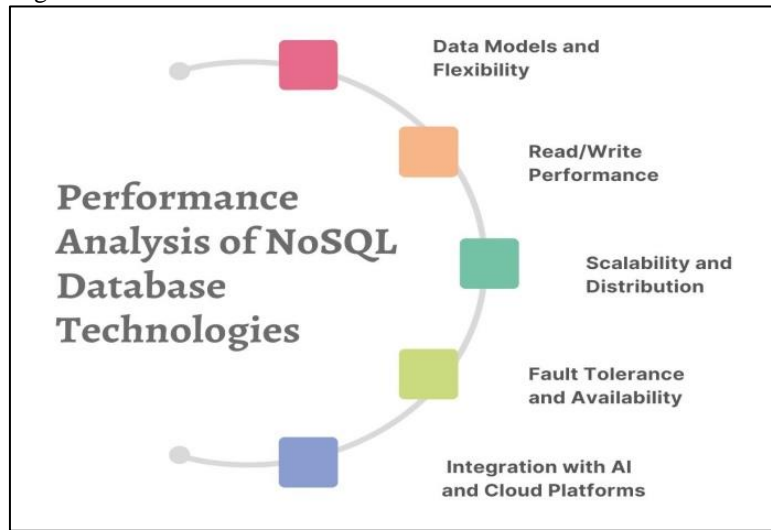 Performance
Analysis of NoSQL
Database
Technologies
Data Models and
Flexibility
Read/Write
Performance
Scalability and
Distribution
Fault Tolerance
and Availability
Integration with AI
and Cloud Platforms